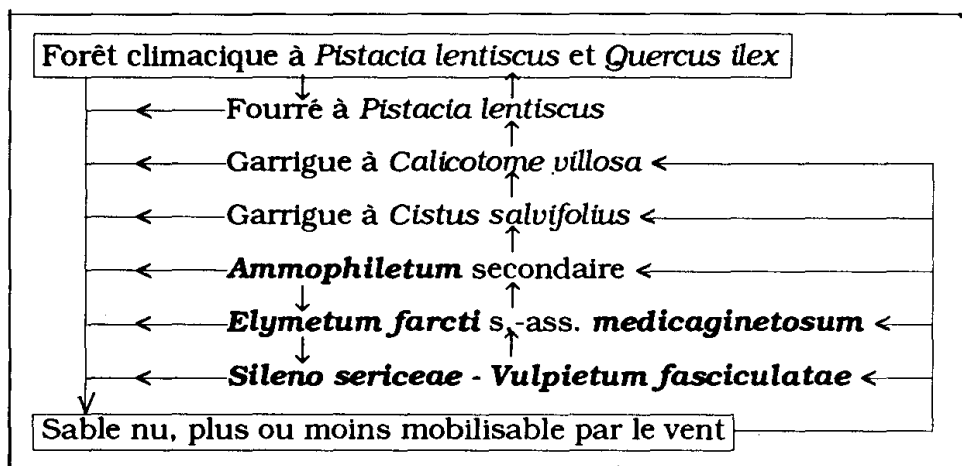 Forêt climacique à Pistacia lentiscus et Quercus ilex
Fourré à Pistacia lentiscus
Garrigue à Calicotome villosa
Garrigue à Cistus salvifolius
Ammophiletum secondaire
Elymetum farcti s.-ass. medicaginetosum
Sileno sericeae - Vulpietum fasciculatae
Sable nu, plus ou moins mobilisable par le vent